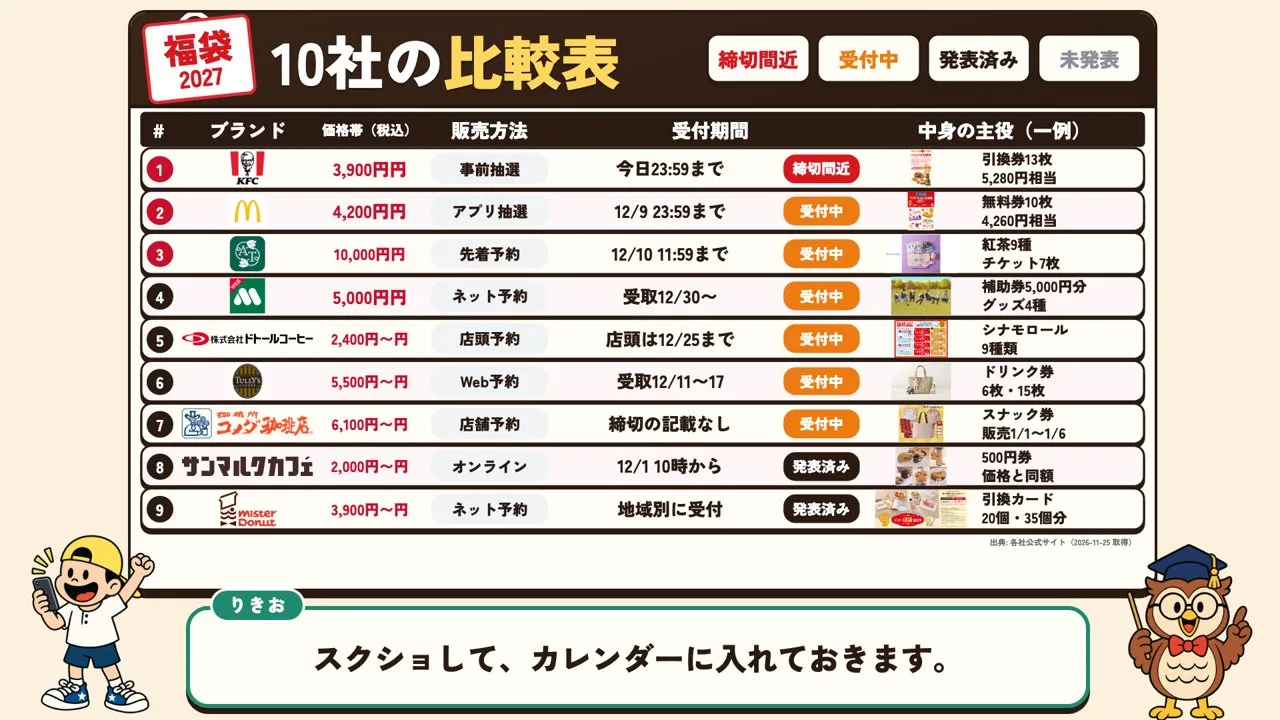 福袋
2027
10社の比較表
締切間近
受付中
発表済み
未発表
# ブランド 価格帯（税込） 販売方法 受付期間 中身の主役（一例）
1 KFC 3,900円円 事前抽選 今日23:59まで 締切間近 引換券13枚
5,280円相当
2 4,200円円 アプリ抽選 12/9 23:59まで 受付中 無料券10枚
4,260円相当
3 10,000円円 先着予約 12/10 11:59まで 受付中 紅茶9種
チケット7枚
4 5,000円円 ネット予約 受取12/30〜 受付中 補助券5,000円分
グッズ4種
5 株式会社ドトールコーヒー 2,400円〜円 店頭予約 店頭は12/25まで 受付中 シナモロール
9種類
6 TULLY'S 5,500円〜円 Web予約 受取12/11〜17 受付中 ドリンク券
6枚・15枚
7 珈琲所 コメダ珈琲店 6,100円〜円 店舗予約 締切の記載なし 受付中 スナック券
販売1/1〜1/6
8 サンマルクカフェ 2,000円〜円 オンライン 12/1 10時から 発表済み 500円券
価格と同額
9 mister Donut 3,900円〜円 ネット予約 地域別に受付 発表済み 引換カード
20個・35個分
出典: 各社公式サイト（2026-11-25 取得）
りきお
スクショして、カレンダーに入れておきます。